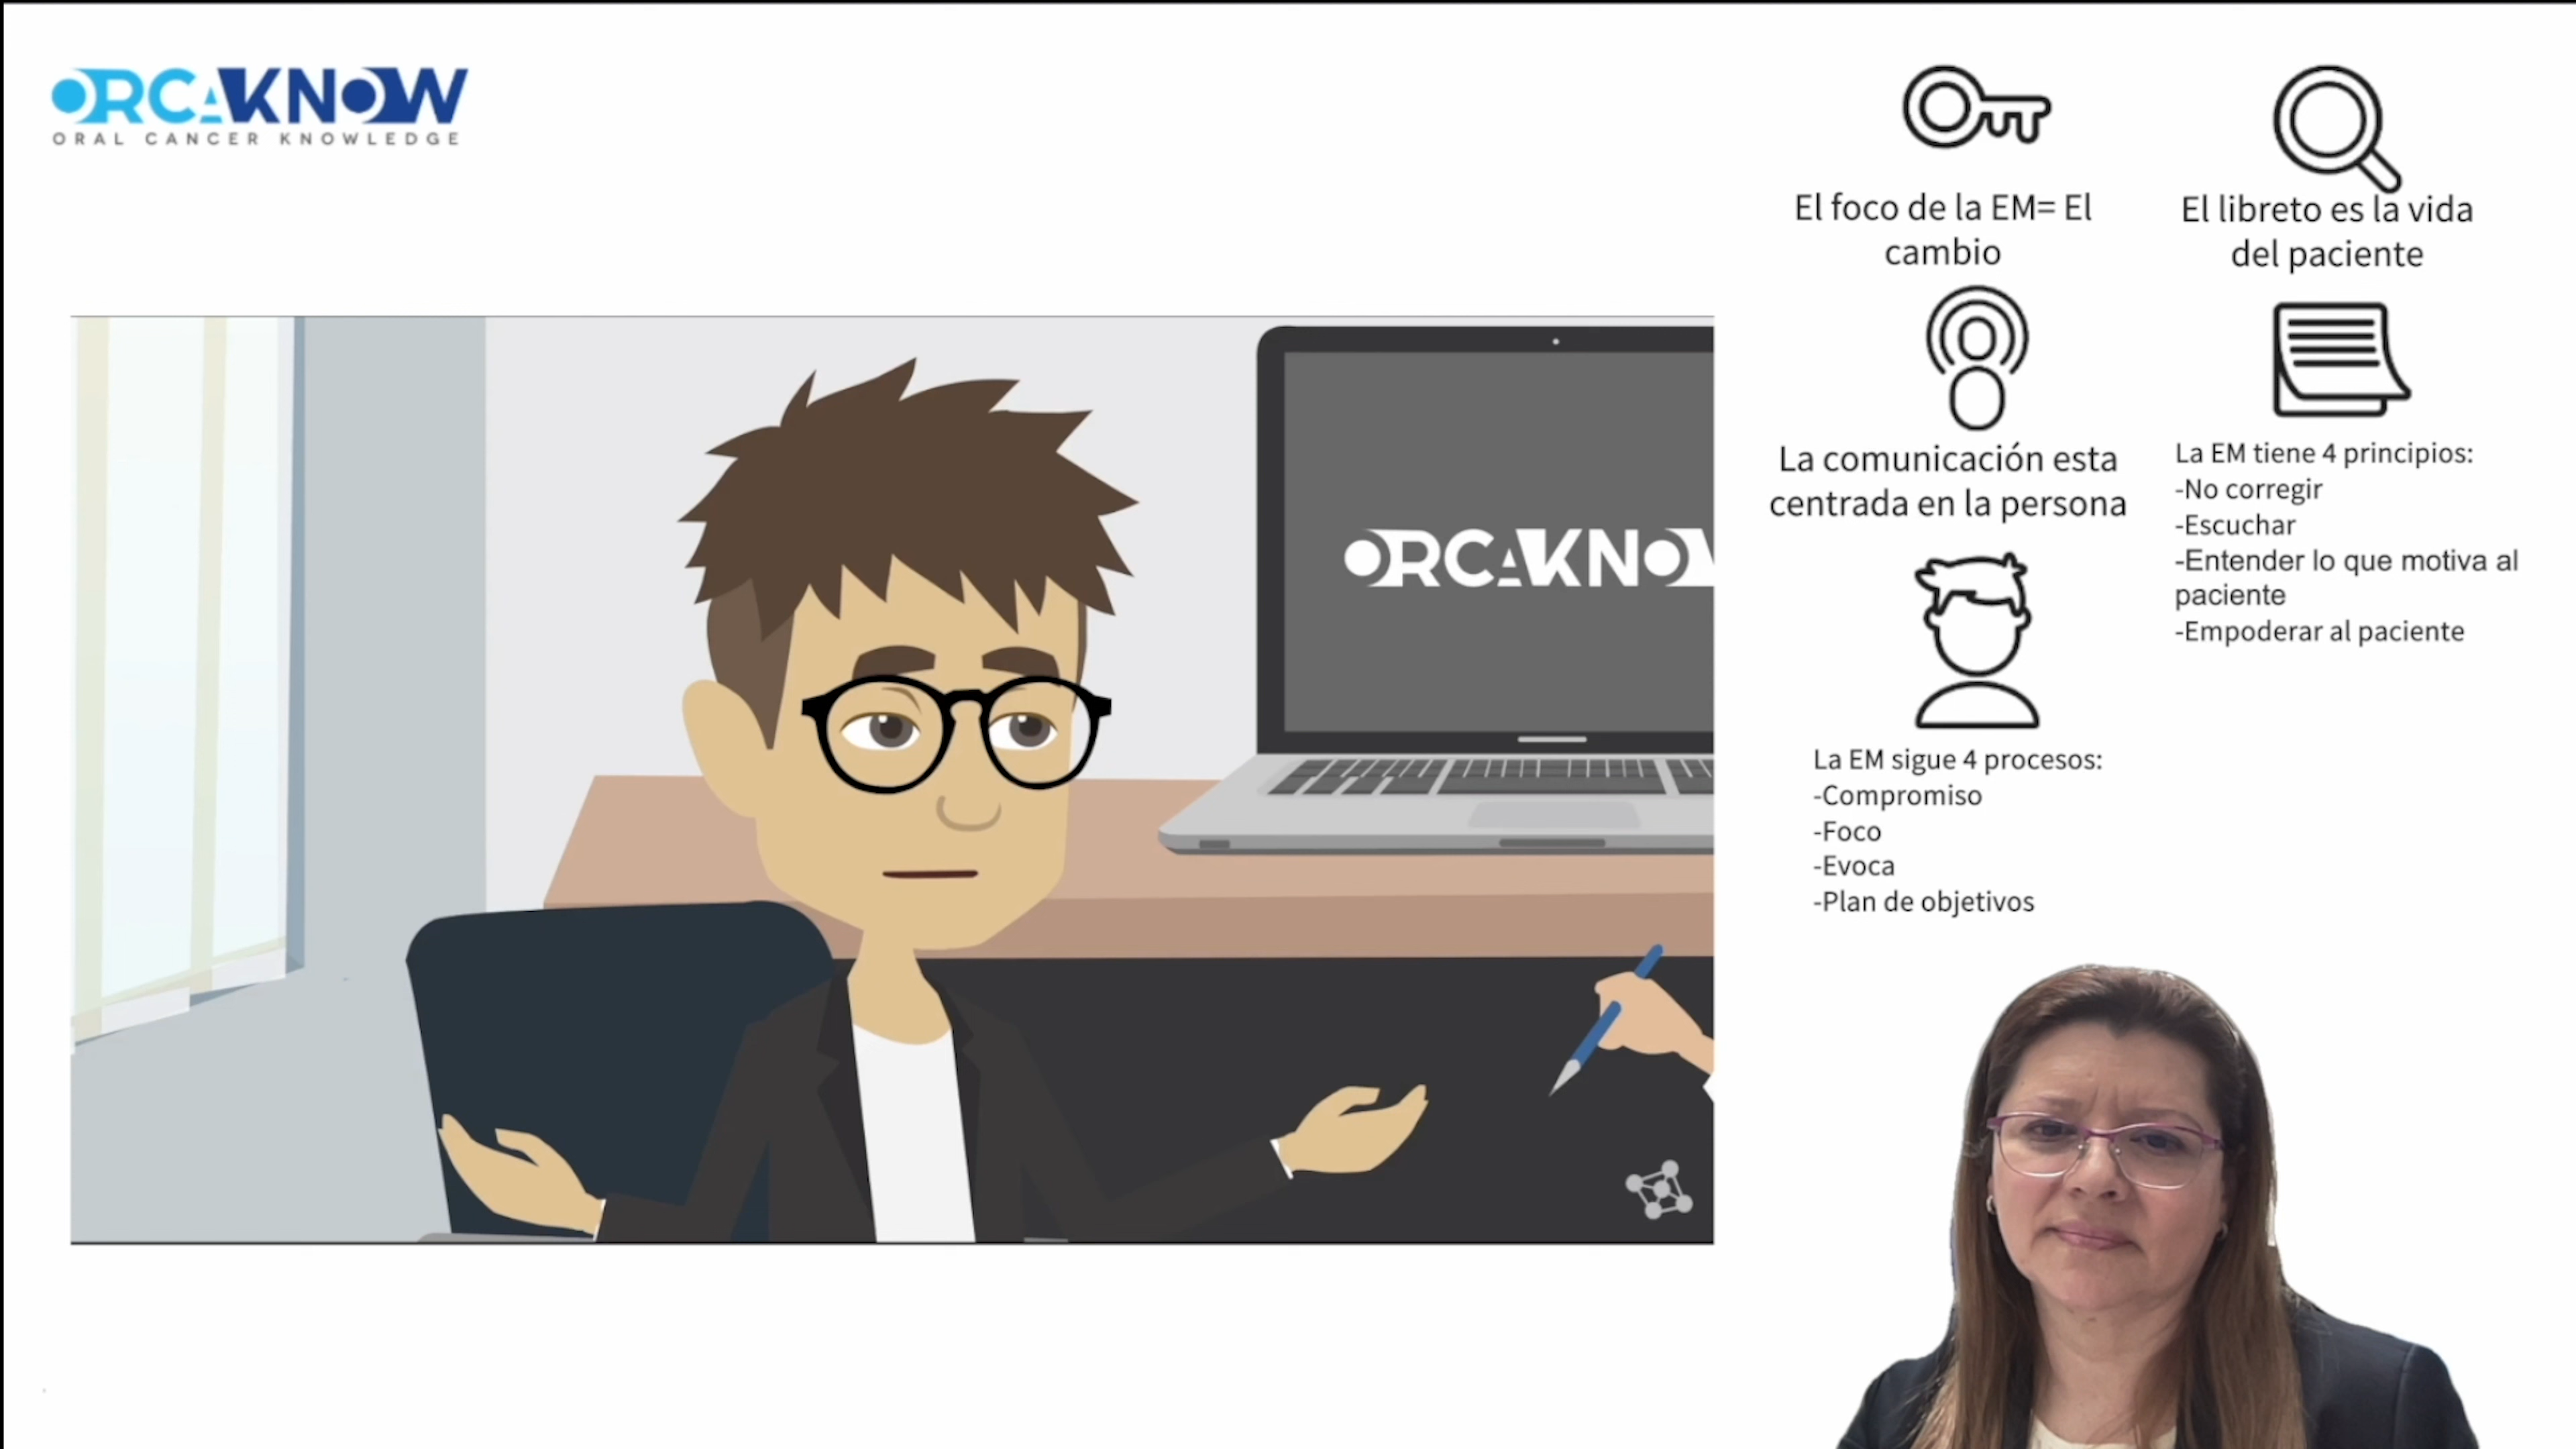 ORCAKNOW
ORAL CANCER KNOWLEDGE
El foco de la EM= El
cambio
El libreto es la vida
del paciente
La comunicación esta
centrada en la persona
La EM tiene 4 principios:
-No corregir
-Escuchar
-Entender lo que motiva al
paciente
-Empoderar al paciente
La EM sigue 4 procesos:
-Compromiso
-Foco
-Evoca
-Plan de objetivos
ORCAKNOW